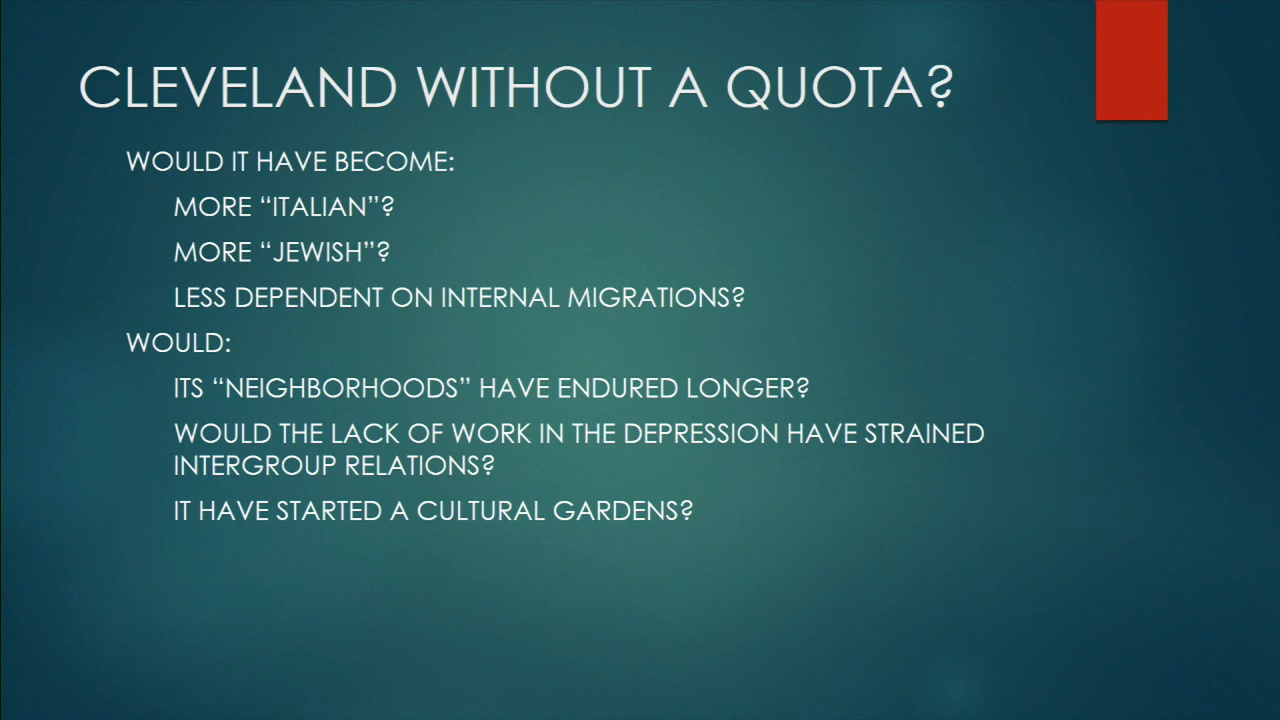 CLEVELAND WITHOUT A QUOTA?
WOULD IT HAVE BECOME:
MORE “ITALIAN”?
MORE “JEWISH”?
LESS DEPENDENT ON INTERNAL MIGRATIONS?
WOULD:
ITS “NEIGHBORHOODS” HAVE ENDURED LONGER?
WOULD THE LACK OF WORK IN THE DEPRESSION HAVE STRAINED
INTERGROUP RELATIONS?
IT HAVE STARTED A CULTURAL GARDENS?